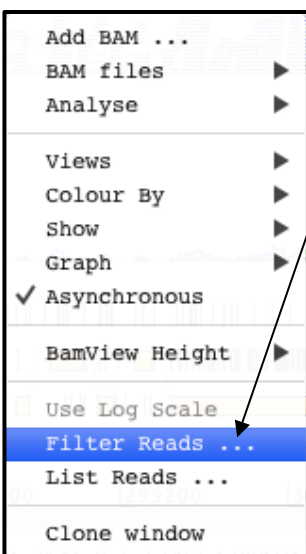 Add BAM ...
BAM files
Analyse
Views
Colour By
Show
Graph
✓ Asynchronous
BamView Height
Use Log Scale
Filter Reads ...
List Reads ...
Clone window
299200